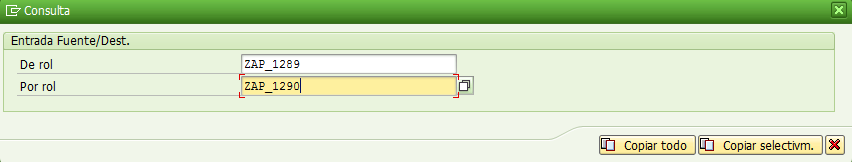 Consulta
Entrada Fuente/Dest.
De rol ZAP_1289
Por rol ZAP_1290
Copiar todo Copiar selectivm.